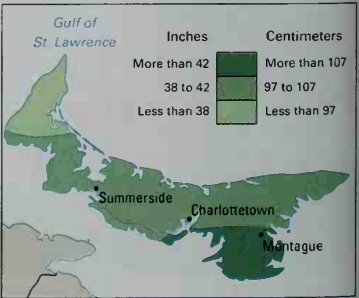 Gulf of
St Lawrence
Inches
Centimeters
More than 42
More than 107
38 to 42
97 to 107
Less than 38
Less than 97
Summerside
Charlottetown
Montague